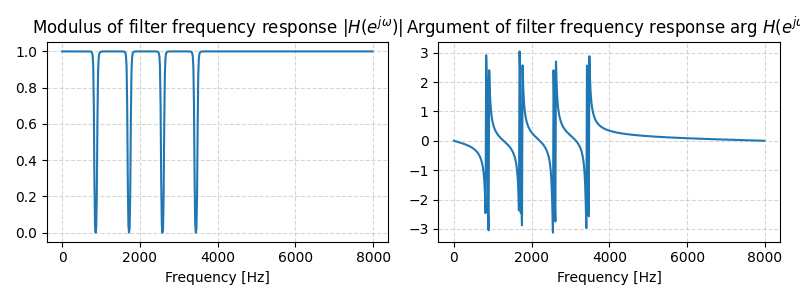 Modulus of filter frequency response |H(e^{jω})|
1.0
0.8
0.6
0.4
0.2
0.0
0 2000 4000 6000 8000
Frequency [Hz]
Argument of filter frequency response arg H(e^{jω
3
2
1
0
−1
−2
−3
0 2000 4000 6000 8000
Frequency [Hz]